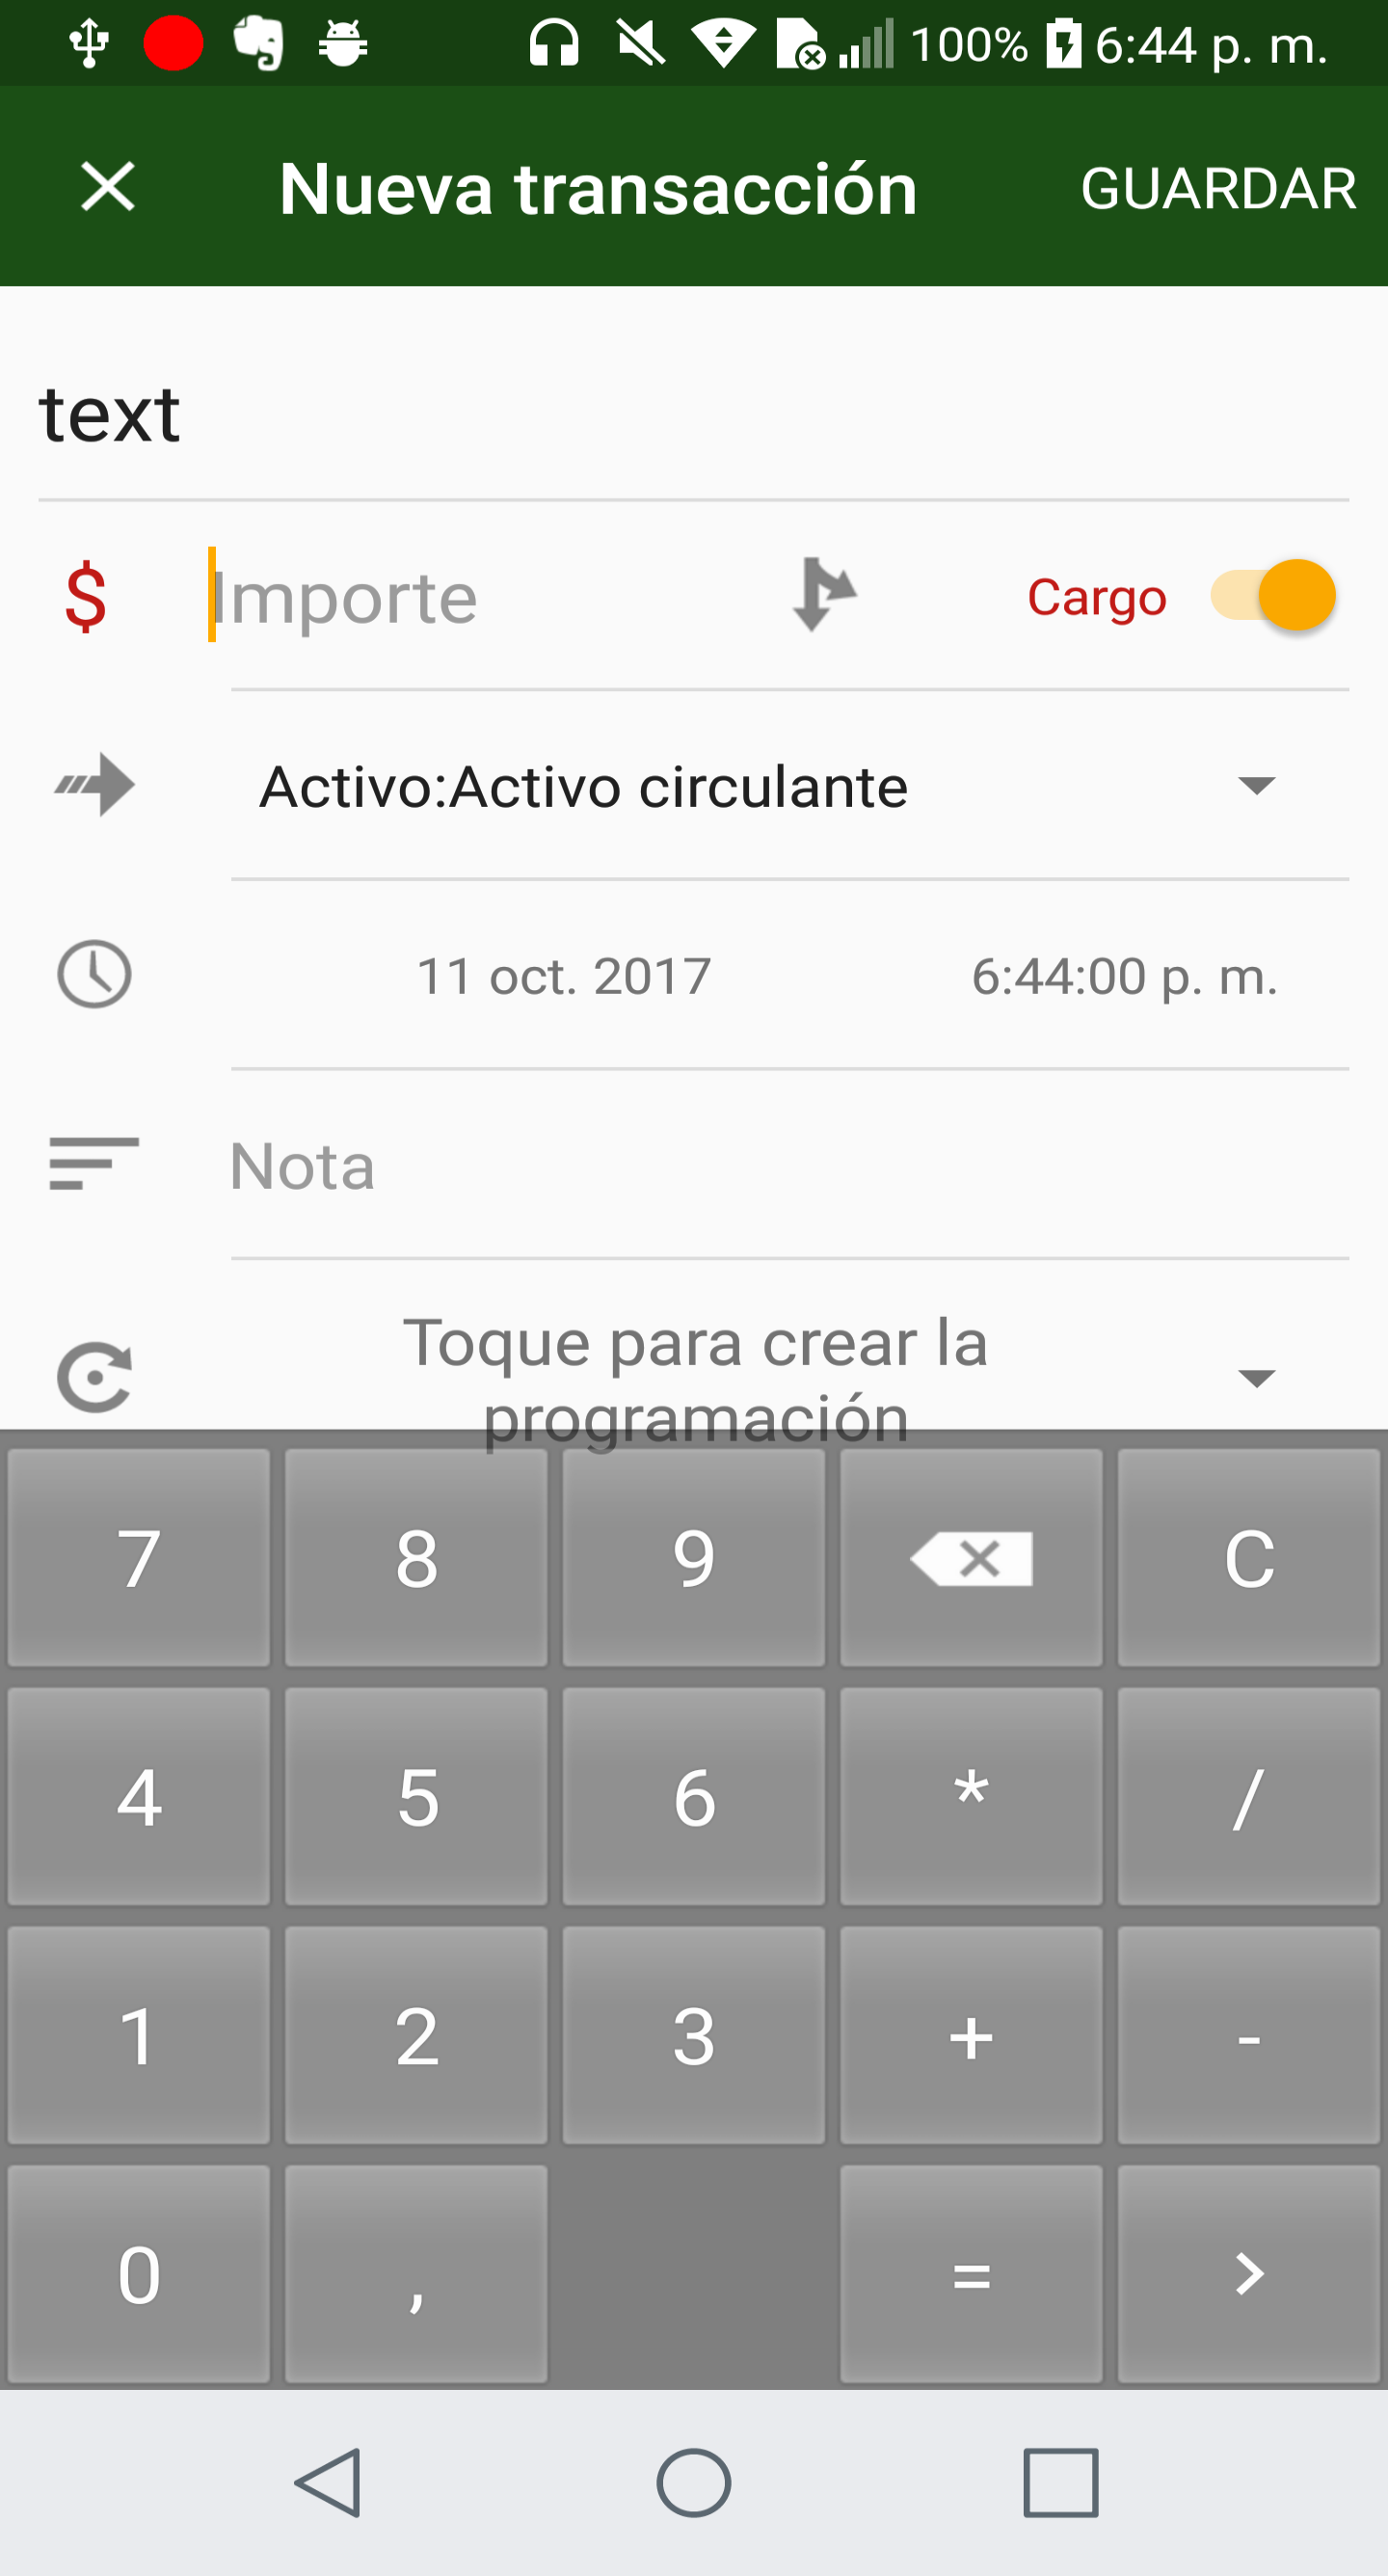 100% 6:44 p. m.
Nueva transacción GUARDAR
text
$ Importe Cargo
Activo:Activo circulante
11 oct. 2017 6:44:00 p. m.
Nota
Toque para crear la
programación
7 8 9 C
4 5 6 * /
1 2 3 + -
0 , = >